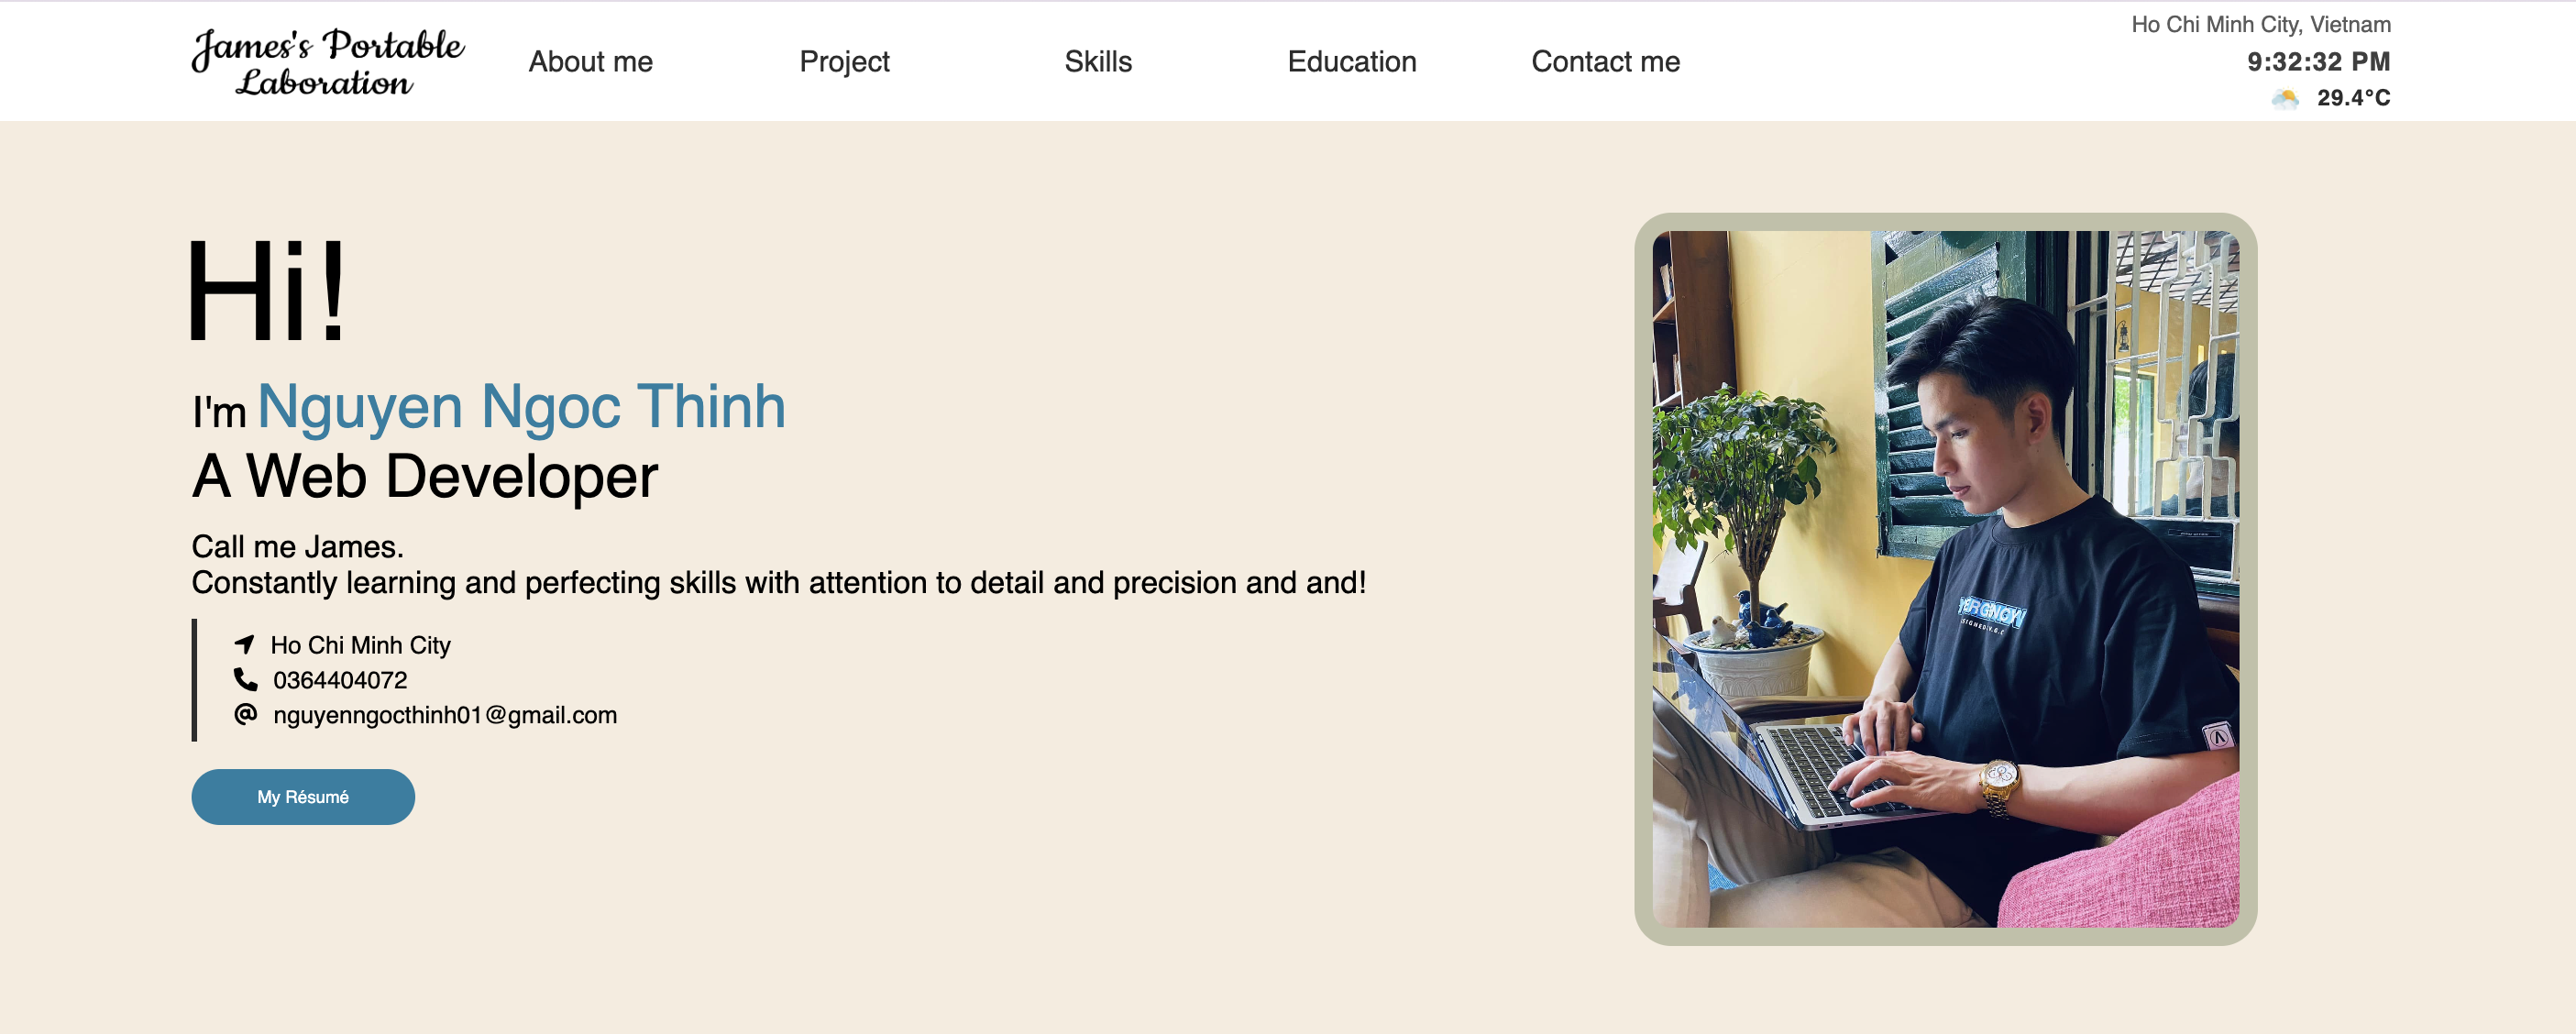 James's Portable
Laboration
About me
Project
Skills
Education
Contact me
Ho Chi Minh City, Vietnam
9:32:32 PM
29.4°C
Hi!
I'm Nguyen Ngoc Thinh
A Web Developer
Call me James.
Constantly learning and perfecting skills with attention to detail and precision and and!
Ho Chi Minh City
0364404072
nguyenngocthinh01@gmail.com
My Résumé